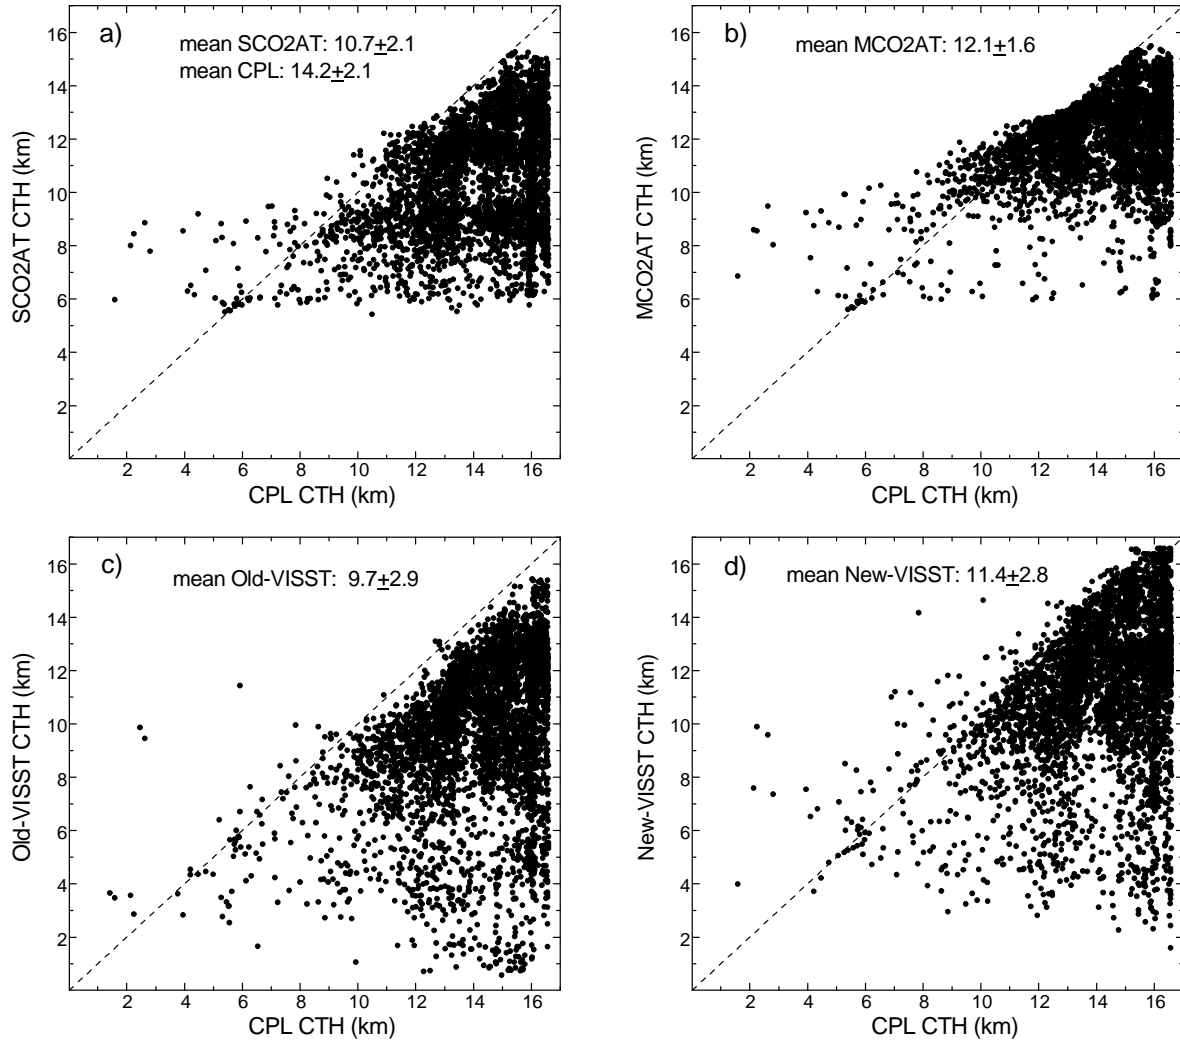 a)
mean SCO2AT: 10.7±2.1
mean CPL: 14.2±2.1
16
14
12
10
8
6
4
2
SCO2AT CTH (km)
2 4 6 8 10 12 14 16
CPL CTH (km)
b)
mean MCO2AT: 12.1±1.6
16
14
12
10
8
6
4
2
MCO2AT CTH (km)
2 4 6 8 10 12 14 16
CPL CTH (km)
c)
mean Old-VISST: 9.7±2.9
16
14
12
10
8
6
4
2
Old-VISST CTH (km)
2 4 6 8 10 12 14 16
CPL CTH (km)
d)
mean New-VISST: 11.4±2.8
16
14
12
10
8
6
4
2
New-VISST CTH (km)
2 4 6 8 10 12 14 16
CPL CTH (km)